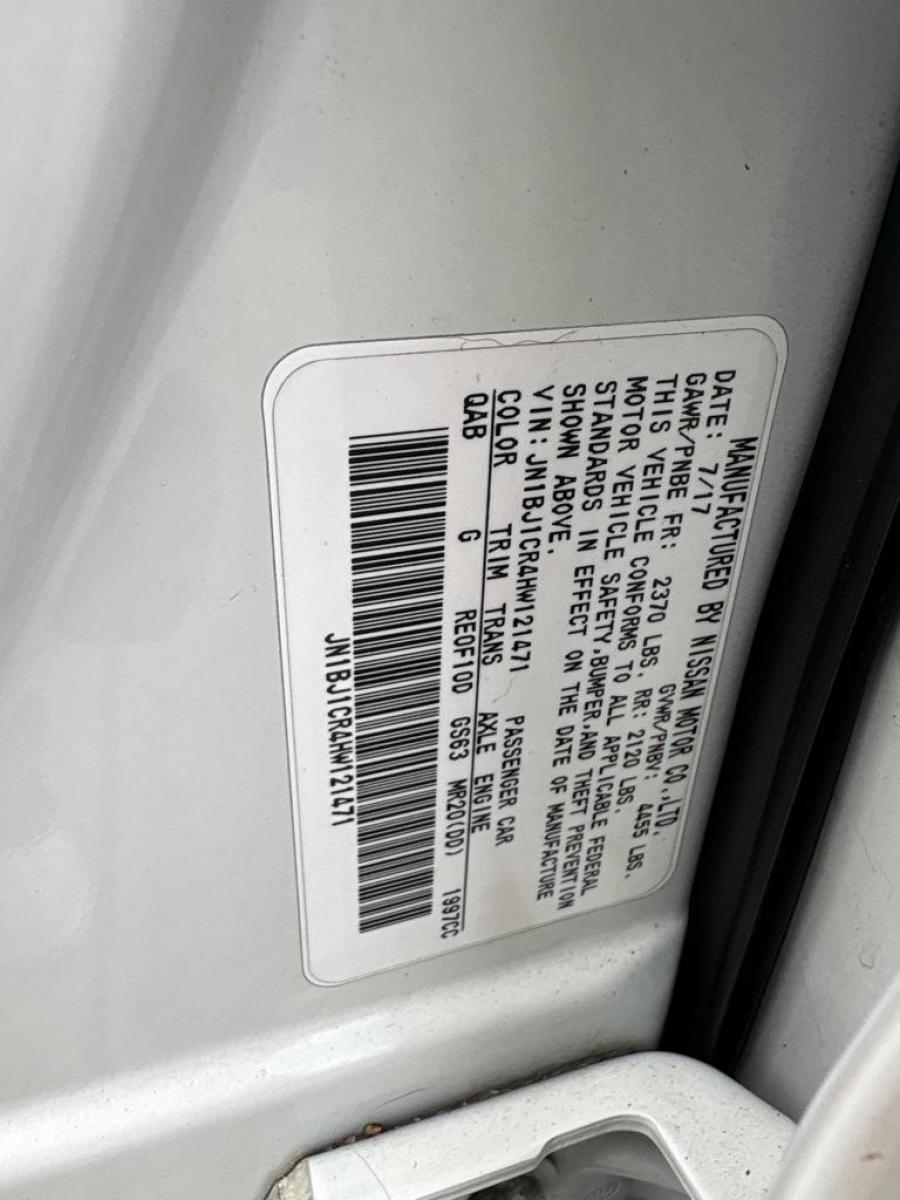 MANUFACTURED BY NISSAN MOTOR CO.,LTD.
DATE: 7/17 GVWR/PNBV: 4455 LBS.
GAWR/PNBE FR: 2370 LBS. RR: 2120 LBS.
THIS VEHICLE CONFORMS TO ALL APPLICABLE FEDERAL
MOTOR VEHICLE SAFETY,BUMPER,AND THEFT PREVENTION
STANDARDS IN EFFECT ON THE DATE OF MANUFACTURE
SHOWN ABOVE.
VIN:JN1BJ1CR4HW121471 PASSENGER CAR
COLOR TRIM TRANS AXLE ENGINE
QAB G RE0F10D GS63 MR20(DD) 1997CC
JN1BJ1CR4HW121471